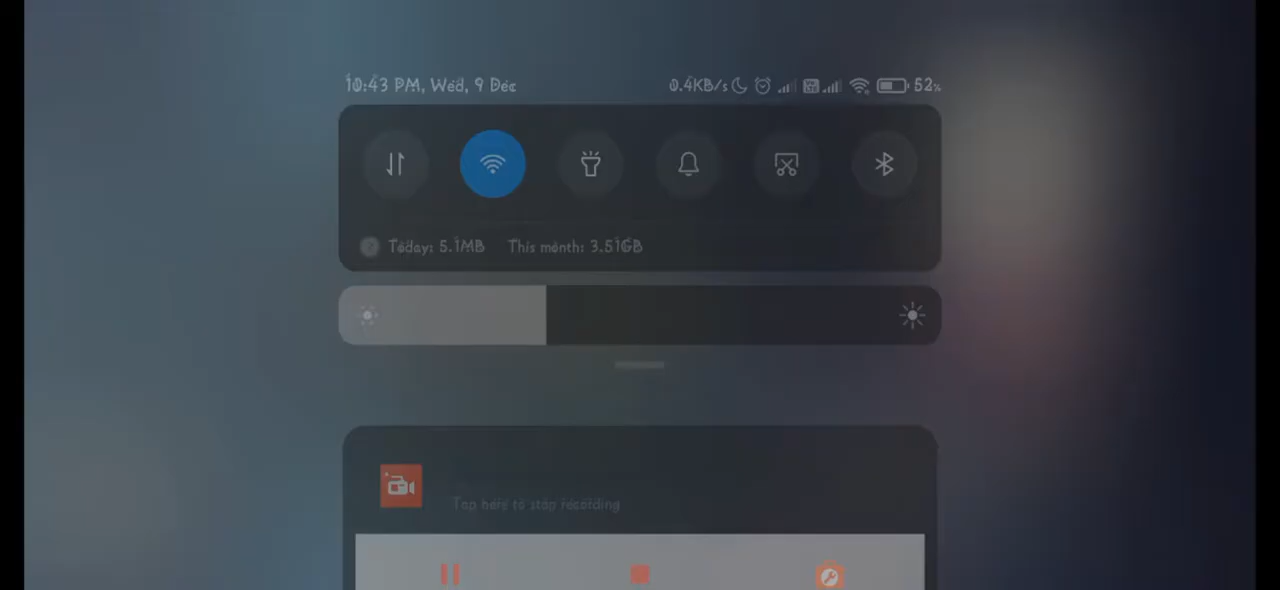 10:43 PM, Wed, 9 Dec
0.4KB/s 52%
Today: 5.1MB This month: 3.51GB
Tap here to stop recording